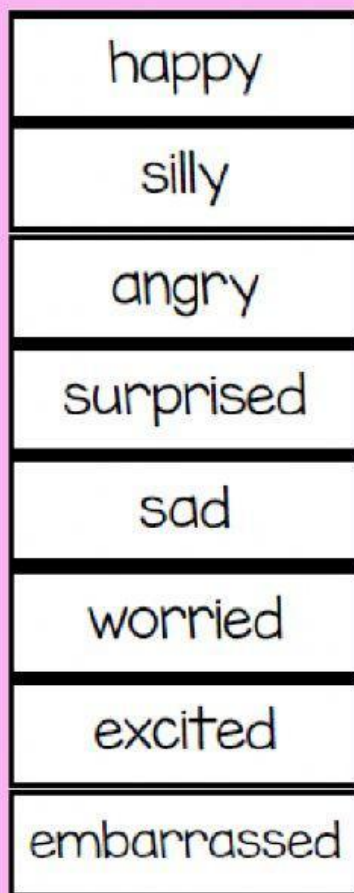 happy
silly
angry
surprised
sad
worried
excited
embarrassed